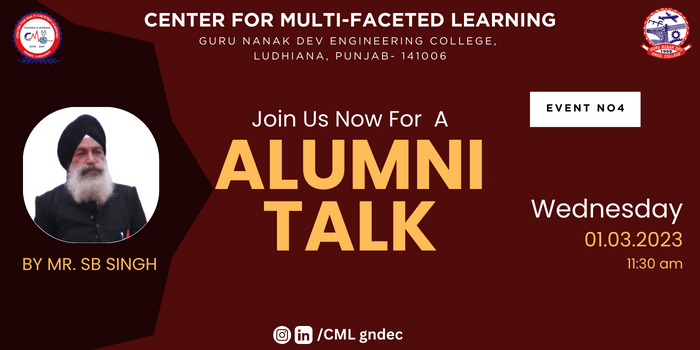 CENTER FOR MULTI-FACETED LEARNING
GURU NANAK DEV ENGINEERING COLLEGE,
LUDHIANA, PUNJAB- 141006
EVENT NO4
Join Us Now For A
ALUMNI
TALK
BY MR. SB SINGH
Wednesday
01.03.2023
11:30 am
/CML gndec